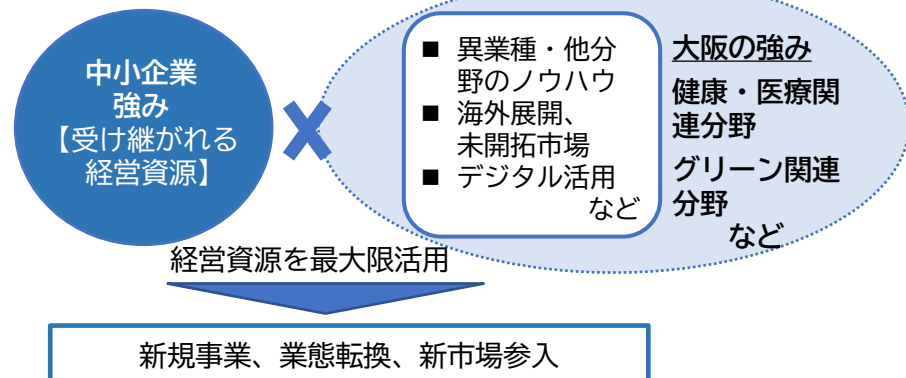 中小企業
強み
【受け継がれる
経営資源】
■ 異業種・他分
野のノウハウ
■ 海外展開、
未開拓市場
■ デジタル活用
など
大阪の強み
健康・医療関
連分野
グリーン関連
分野
など
経営資源を最大限活用
新規事業、業態転換、新市場参入